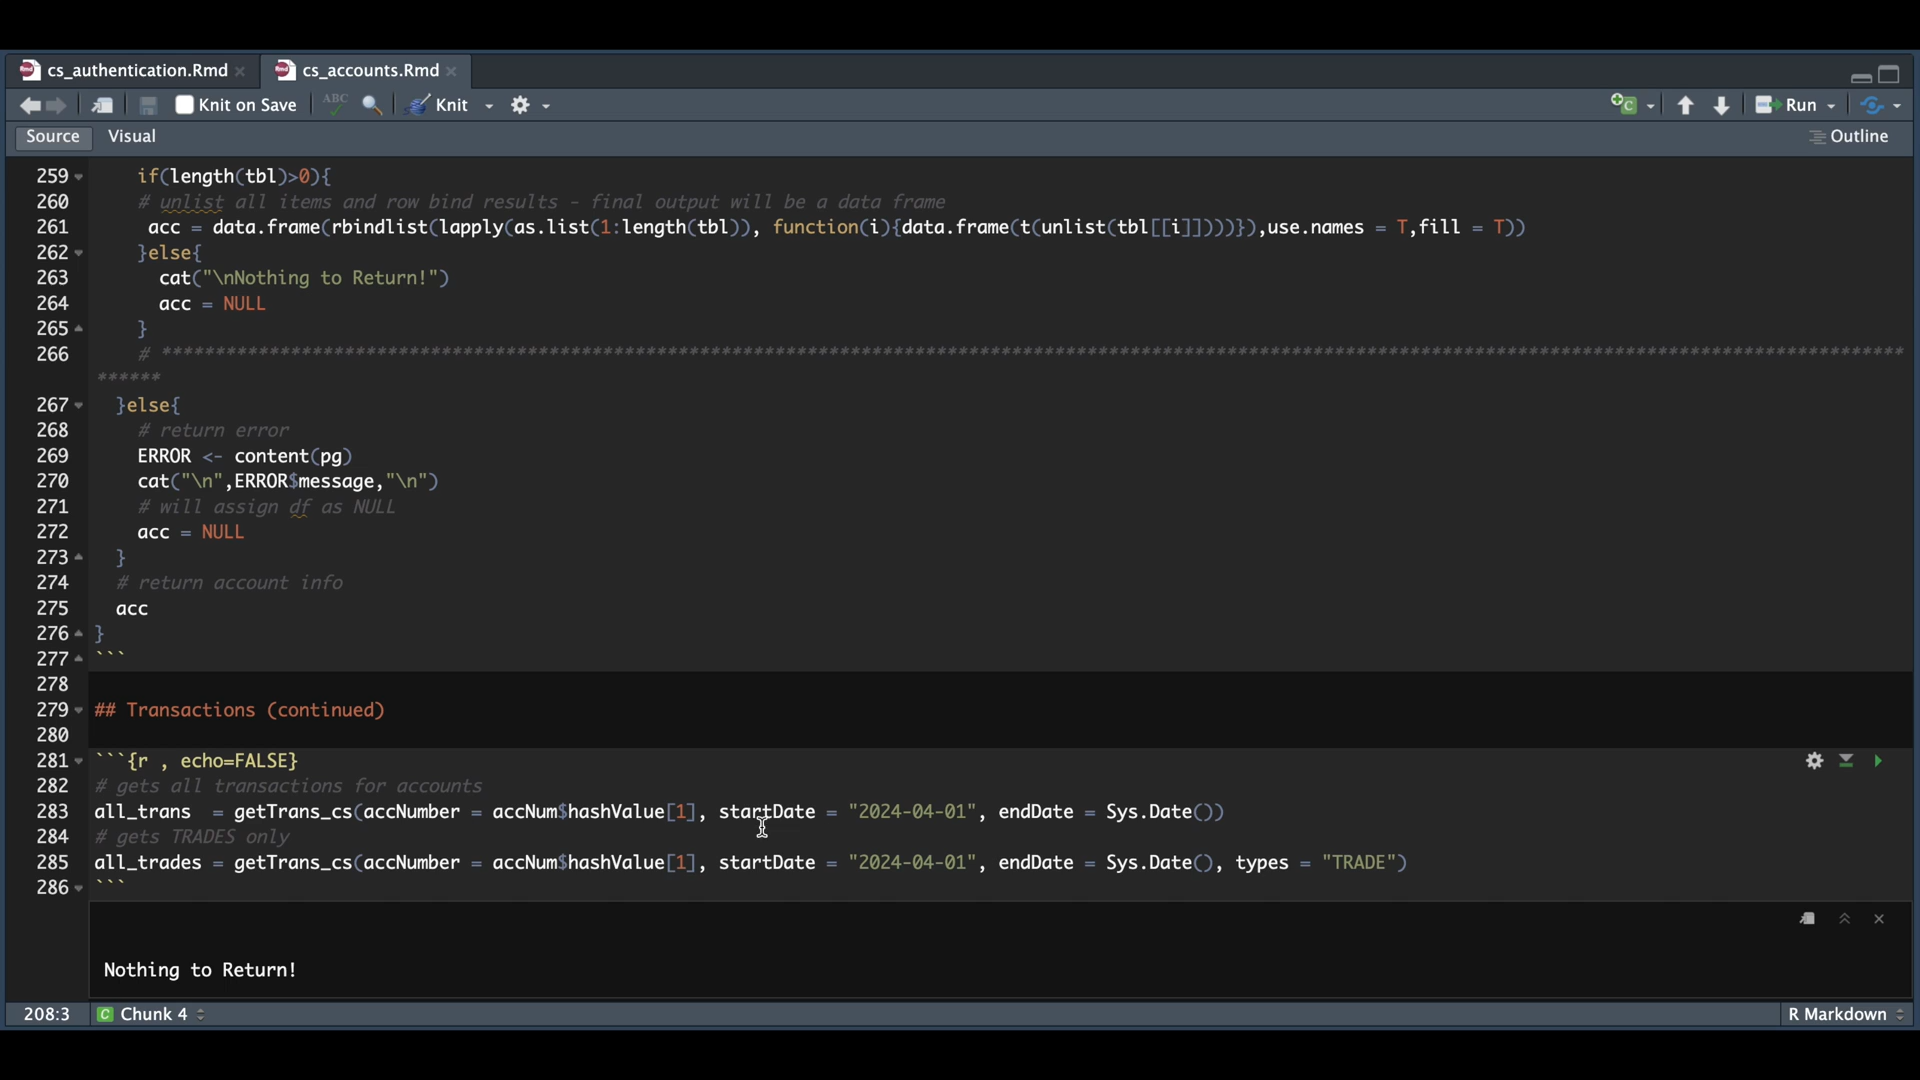 cs_authentication.Rmd
cs_accounts.Rmd
Knit on Save
ABC
Knit
Run
Source
Visual
Outline
259 if(length(tbl)>0){
260 # unlist all items and row bind results - final output will be a data frame
261 acc = data.frame(rbindlist(lapply(as.list(1:length(tbl)), function(i){data.frame(t(unlist(tbl[[i]])))}),use.names = T,fill = T))
262 }else{
263 cat("\nNothing to Return!")
264 acc = NULL
265 }
266
267 }else{
268 # return error
269 ERROR <- content(pg)
270 cat("\n",ERROR$message,"\n")
271 # will assign df as NULL
272 acc = NULL
273 }
274 # return account info
275 acc
276 }
277 ```
278
279 ## Transactions (continued)
280
281 ```{r , echo=FALSE}
282 # gets all transactions for accounts
283 all_trans  = getTrans_cs(accNumber = accNum$hashValue[1], startDate = "2024-04-01", endDate = Sys.Date())
284 # gets TRADES only
285 all_trades = getTrans_cs(accNumber = accNum$hashValue[1], startDate = "2024-04-01", endDate = Sys.Date(), types = "TRADE")
286 ```
Nothing to Return!
208:3
C Chunk 4
R Markdown